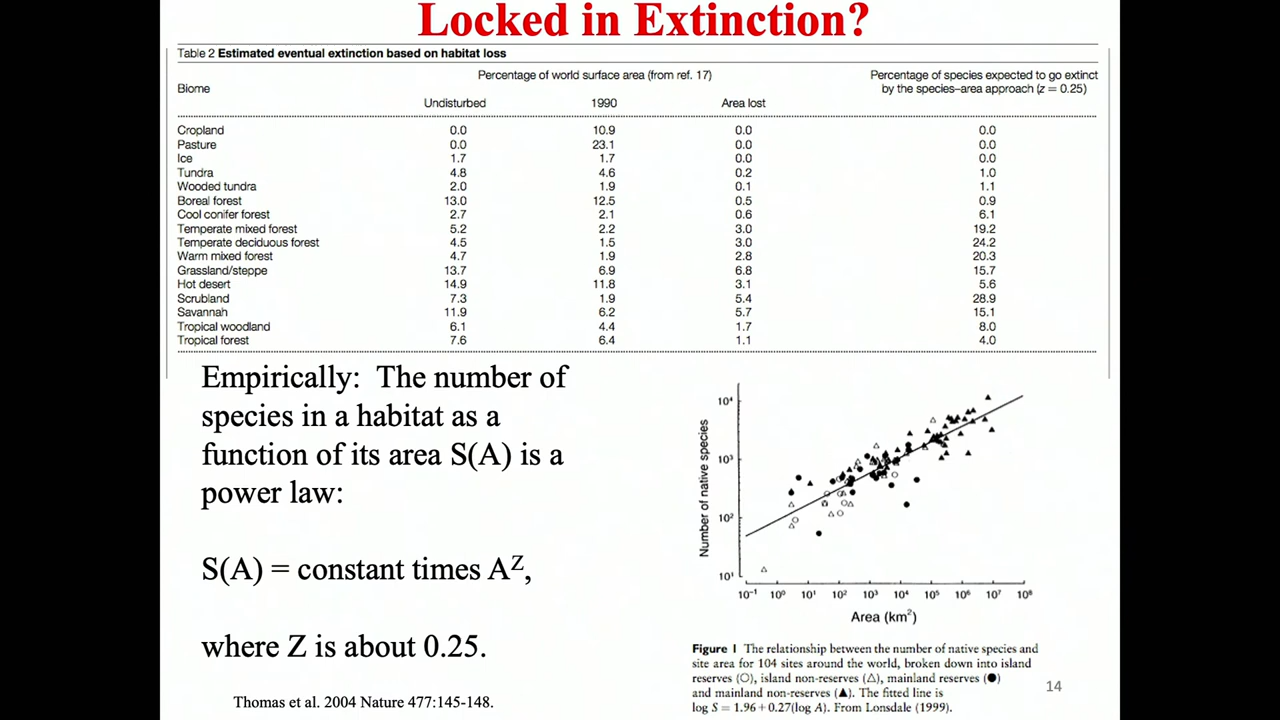 Locked in Extinction?
Table 2 Estimated eventual extinction based on habitat loss
Biome Percentage of world surface area (from ref. 17) Percentage of species expected to go extinct
by the species–area approach (z = 0.25)
Undisturbed 1990 Area lost
Cropland 0.0 10.9 0.0 0.0
Pasture 0.0 23.1 0.0 0.0
Ice 1.7 1.7 0.0 0.0
Tundra 4.8 4.6 0.2 1.0
Wooded tundra 2.0 1.9 0.1 1.1
Boreal forest 13.0 12.5 0.5 0.9
Cool conifer forest 2.7 2.1 0.6 6.1
Temperate mixed forest 5.2 2.2 3.0 19.2
Temperate deciduous forest 4.5 1.5 3.0 24.2
Warm mixed forest 4.7 1.9 2.8 20.3
Grassland/steppe 13.7 6.9 6.8 15.7
Hot desert 14.9 11.8 3.1 5.6
Scrubland 7.3 1.9 5.4 28.9
Savannah 11.9 6.2 5.7 15.1
Tropical woodland 6.1 4.4 1.7 8.0
Tropical forest 7.6 6.4 1.1 4.0
Empirically: The number of
species in a habitat as a
function of its area S(A) is a
power law:
S(A) = constant times A^Z,
where Z is about 0.25.
Thomas et al. 2004 Nature 477:145-148.
Number of native species
10⁴
10³
10²
10¹
10⁻¹ 10⁰ 10¹ 10² 10³ 10⁴ 10⁵ 10⁶ 10⁷ 10⁸
Area (km²)
Figure 1 The relationship between the number of native species and
site area for 104 sites around the world, broken down into island
reserves (○), island non-reserves (△), mainland reserves (●)
and mainland non-reserves (▲). The fitted line is
log S = 1.96 + 0.27(log A). From Lonsdale (1999).
14